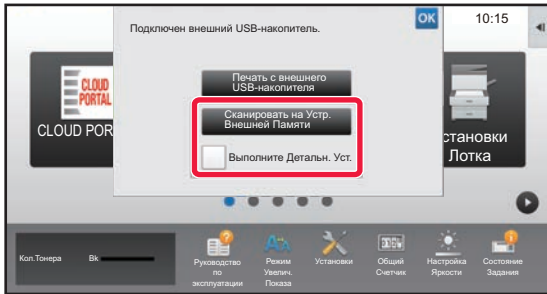 Подключен внешний USB-накопитель.
OK
10:15
Печать с внешнего
USB-накопителя
CLOUD
PORTAL
Сканировать на Устр.
Внешней Памяти
CLOUD POR
становки
Лотка
Выполните Детальн. Уст.
Кол.Тонера
Bk
Руководство
по
эксплуатации
Режим
Увелич.
Показа
Установки
Общий
Счетчик
Настройка
Яркости
Состояние
Задания